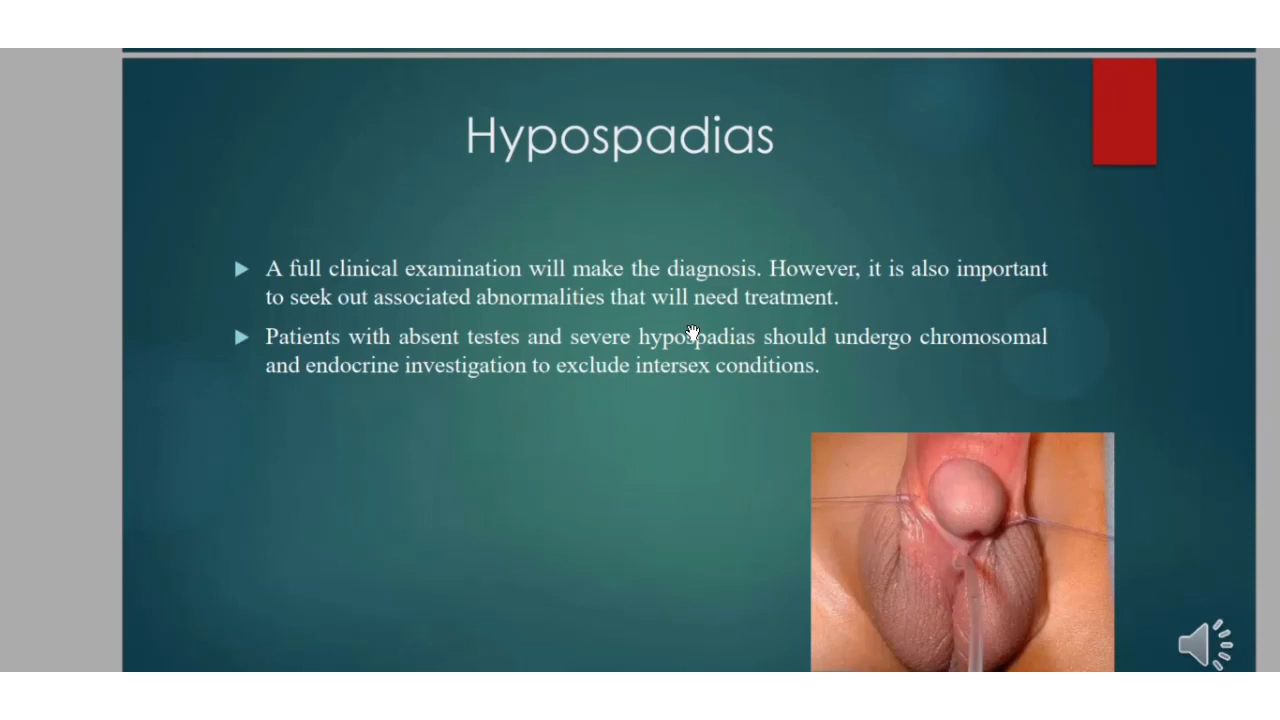 Hypospadias
A full clinical examination will make the diagnosis. However, it is also important
to seek out associated abnormalities that will need treatment.
Patients with absent testes and severe hypospadias should undergo chromosomal
and endocrine investigation to exclude intersex conditions.